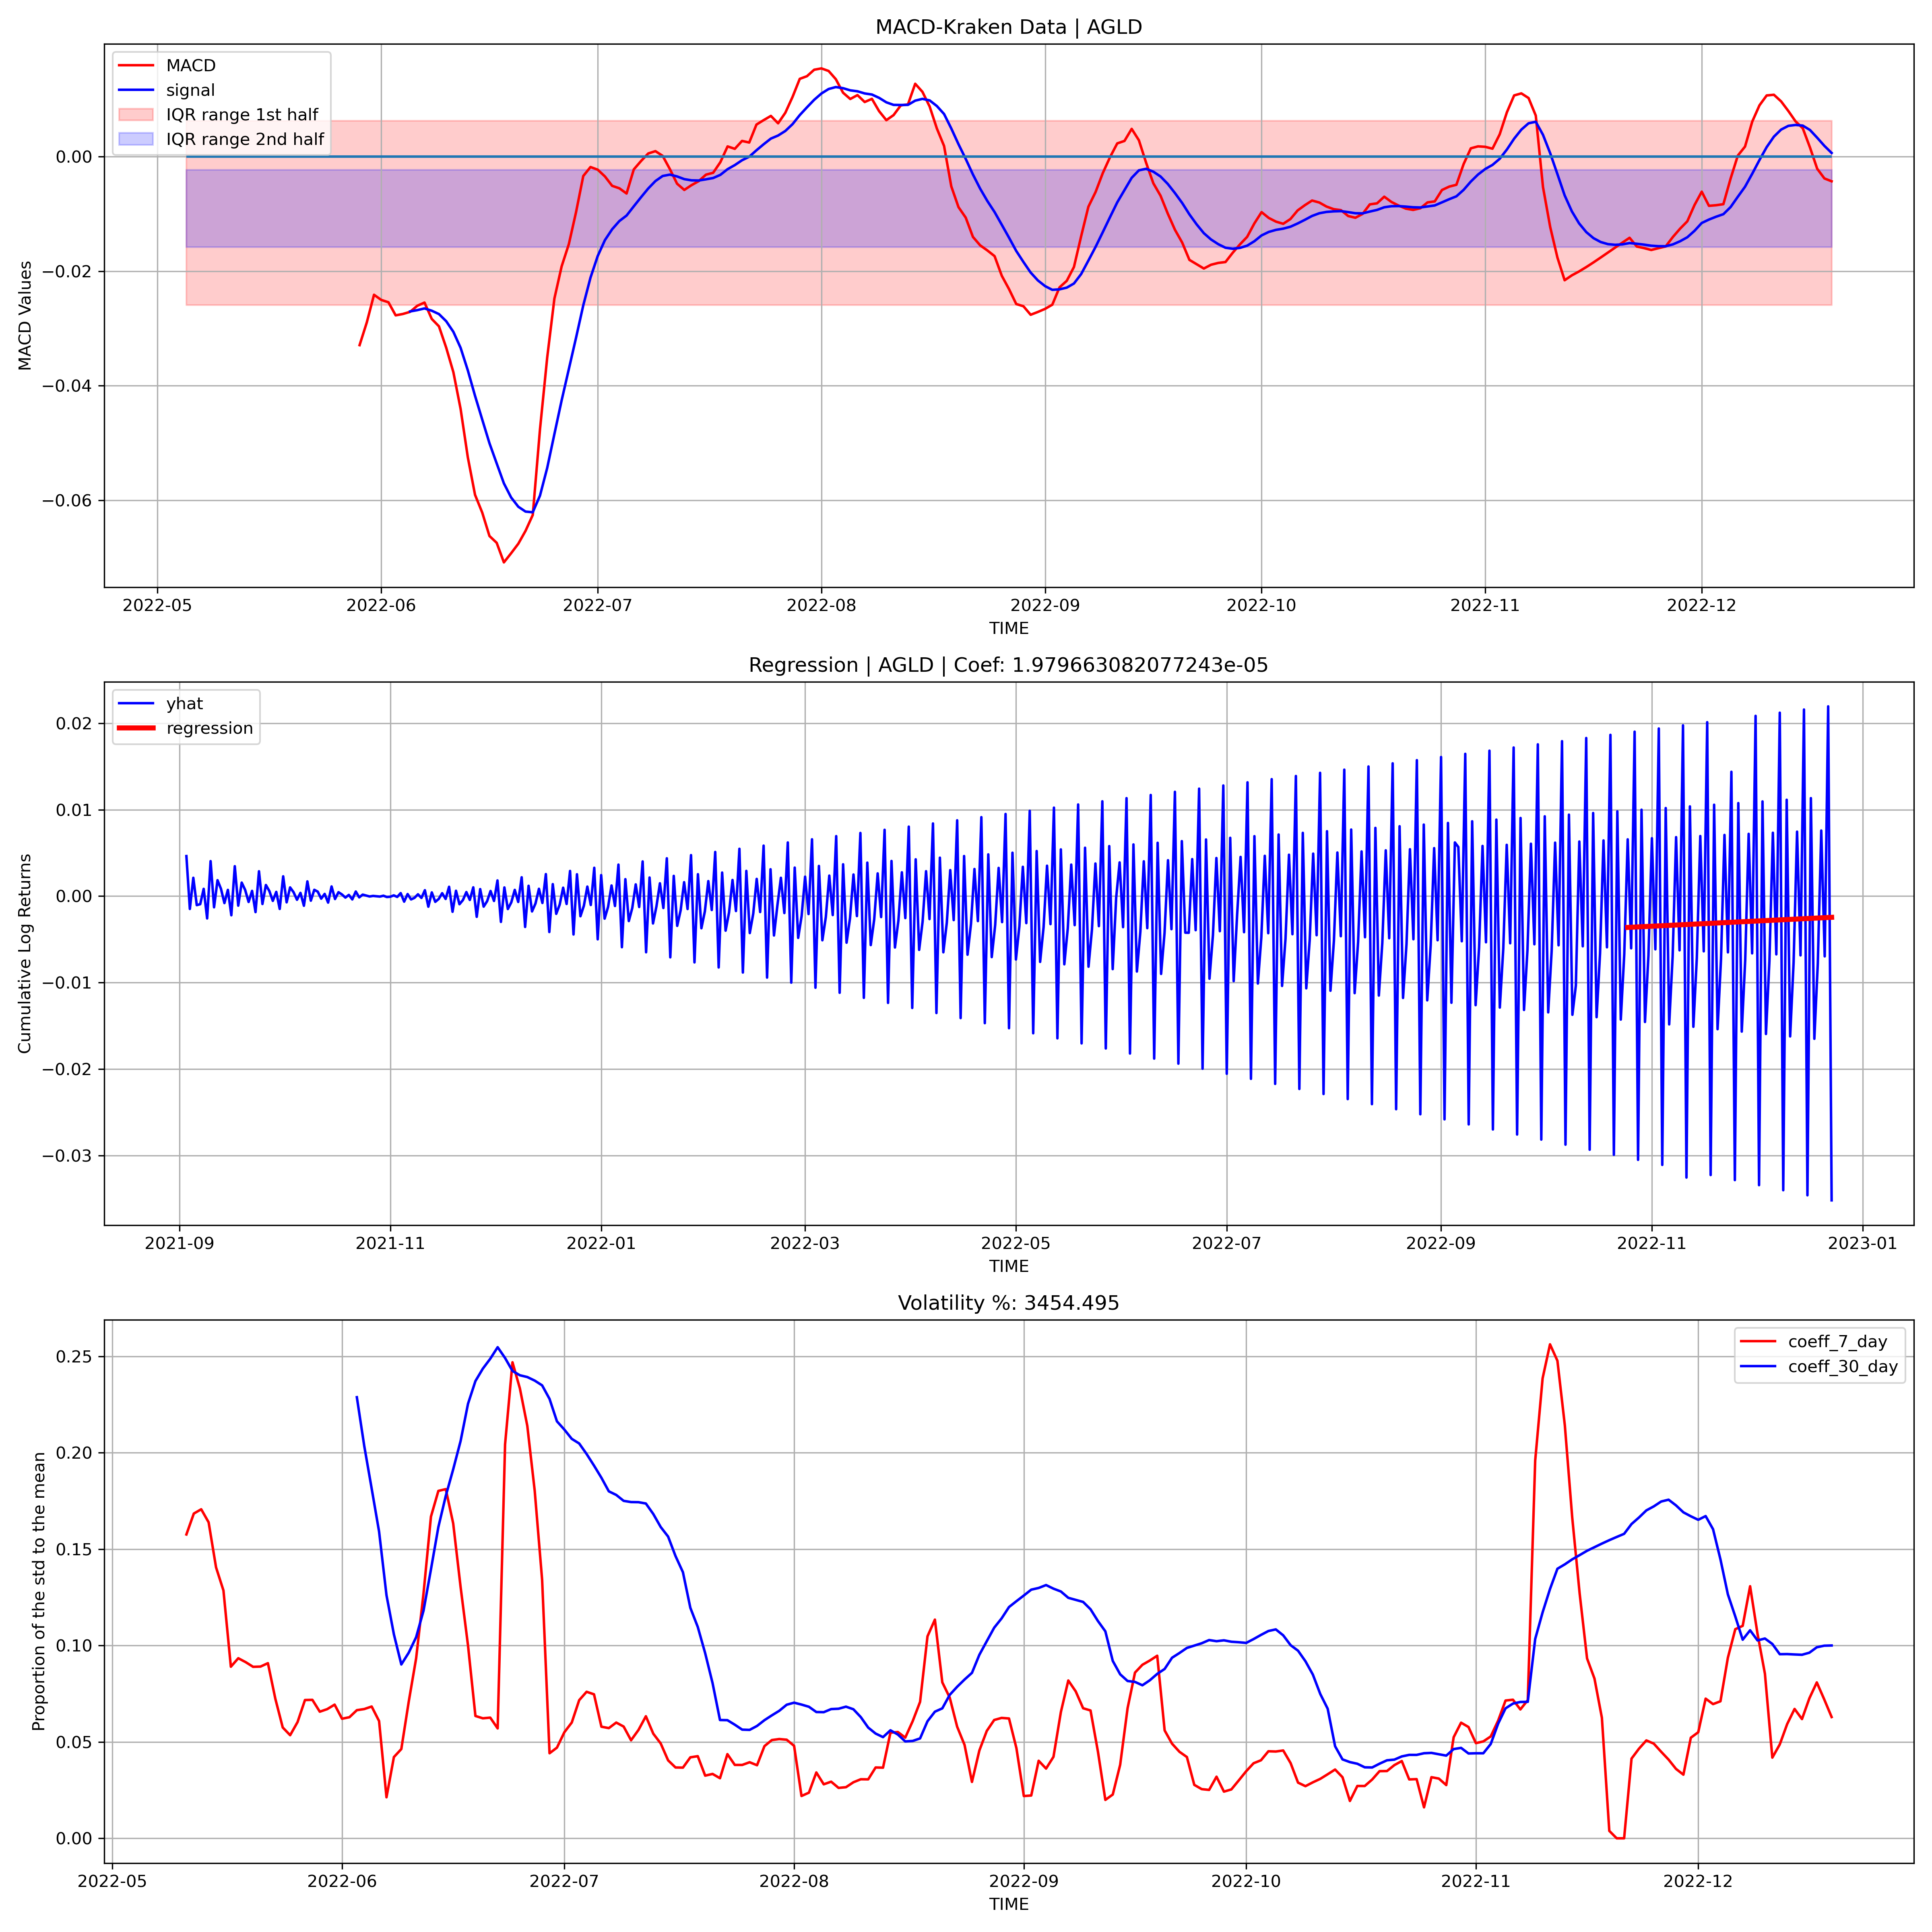 MACD-Kraken Data | AGLD
MACD
signal
IQR range 1st half
IQR range 2nd half
MACD Values
0.00
−0.02
−0.04
−0.06
2022-05 2022-06 2022-07 2022-08 2022-09 2022-10 2022-11 2022-12
TIME
Regression | AGLD | Coef: 1.979663082077243e-05
yhat
regression
Cumulative Log Returns
0.02
0.01
0.00
−0.01
−0.02
−0.03
2021-09 2021-11 2022-01 2022-03 2022-05 2022-07 2022-09 2022-11 2023-01
TIME
Volatility %: 3454.495
coeff_7_day
coeff_30_day
Proportion of the std to the mean
0.25
0.20
0.15
0.10
0.05
0.00
2022-05 2022-06 2022-07 2022-08 2022-09 2022-10 2022-11 2022-12
TIME